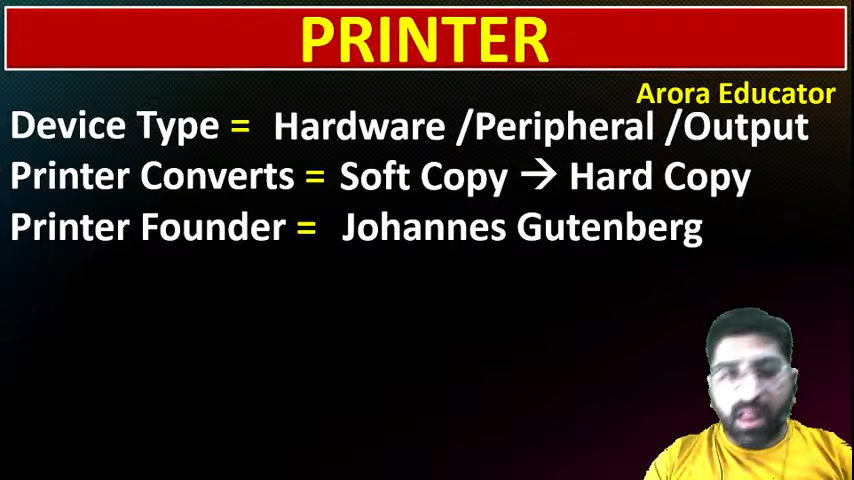 PRINTER
Arora Educator
Device Type = Hardware /Peripheral /Output
Printer Converts = Soft Copy → Hard Copy
Printer Founder = Johannes Gutenberg